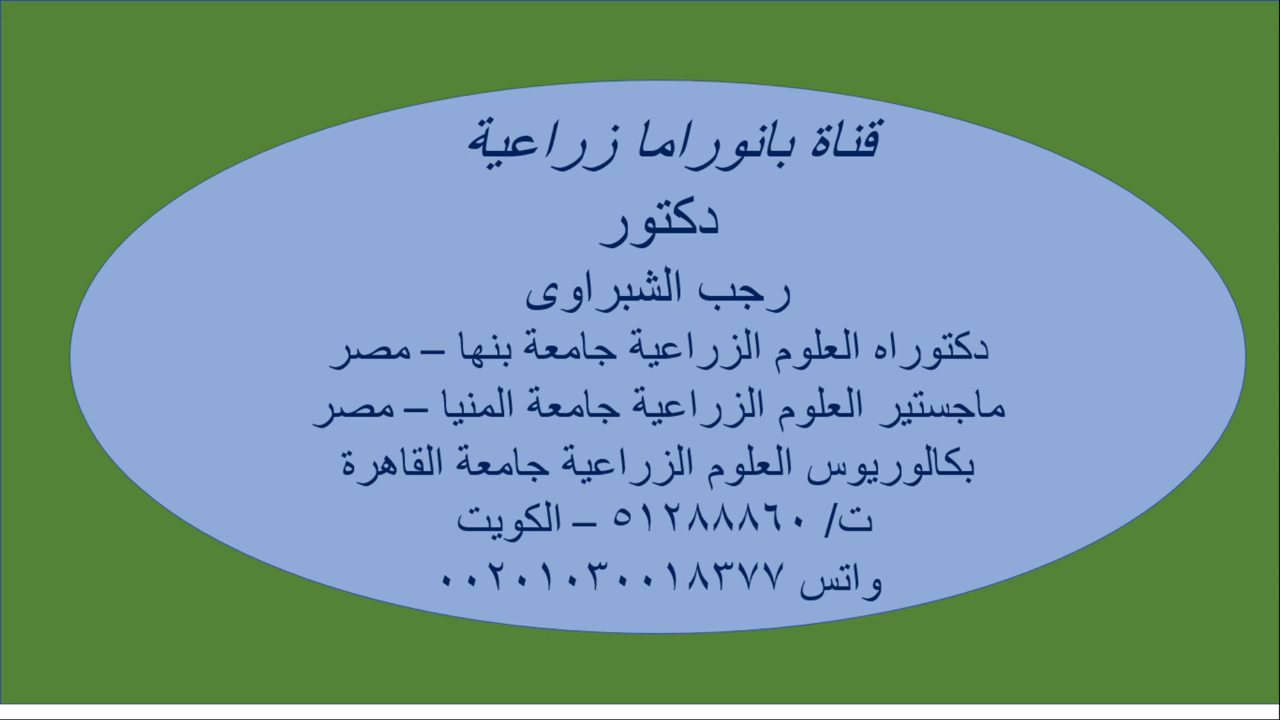 قناة بانوراما زراعية
دكتور
رجب الشبراوى
دكتوراه العلوم الزراعية جامعة بنها – مصر
ماجستير العلوم الزراعية جامعة المنيا – مصر
بكالوريوس العلوم الزراعية جامعة القاهرة
ت/ ٥١٢٨٨٨٦٠ – الكويت
واتس ٠٠٢٠١٠٣٠٠١٨٣٧٧